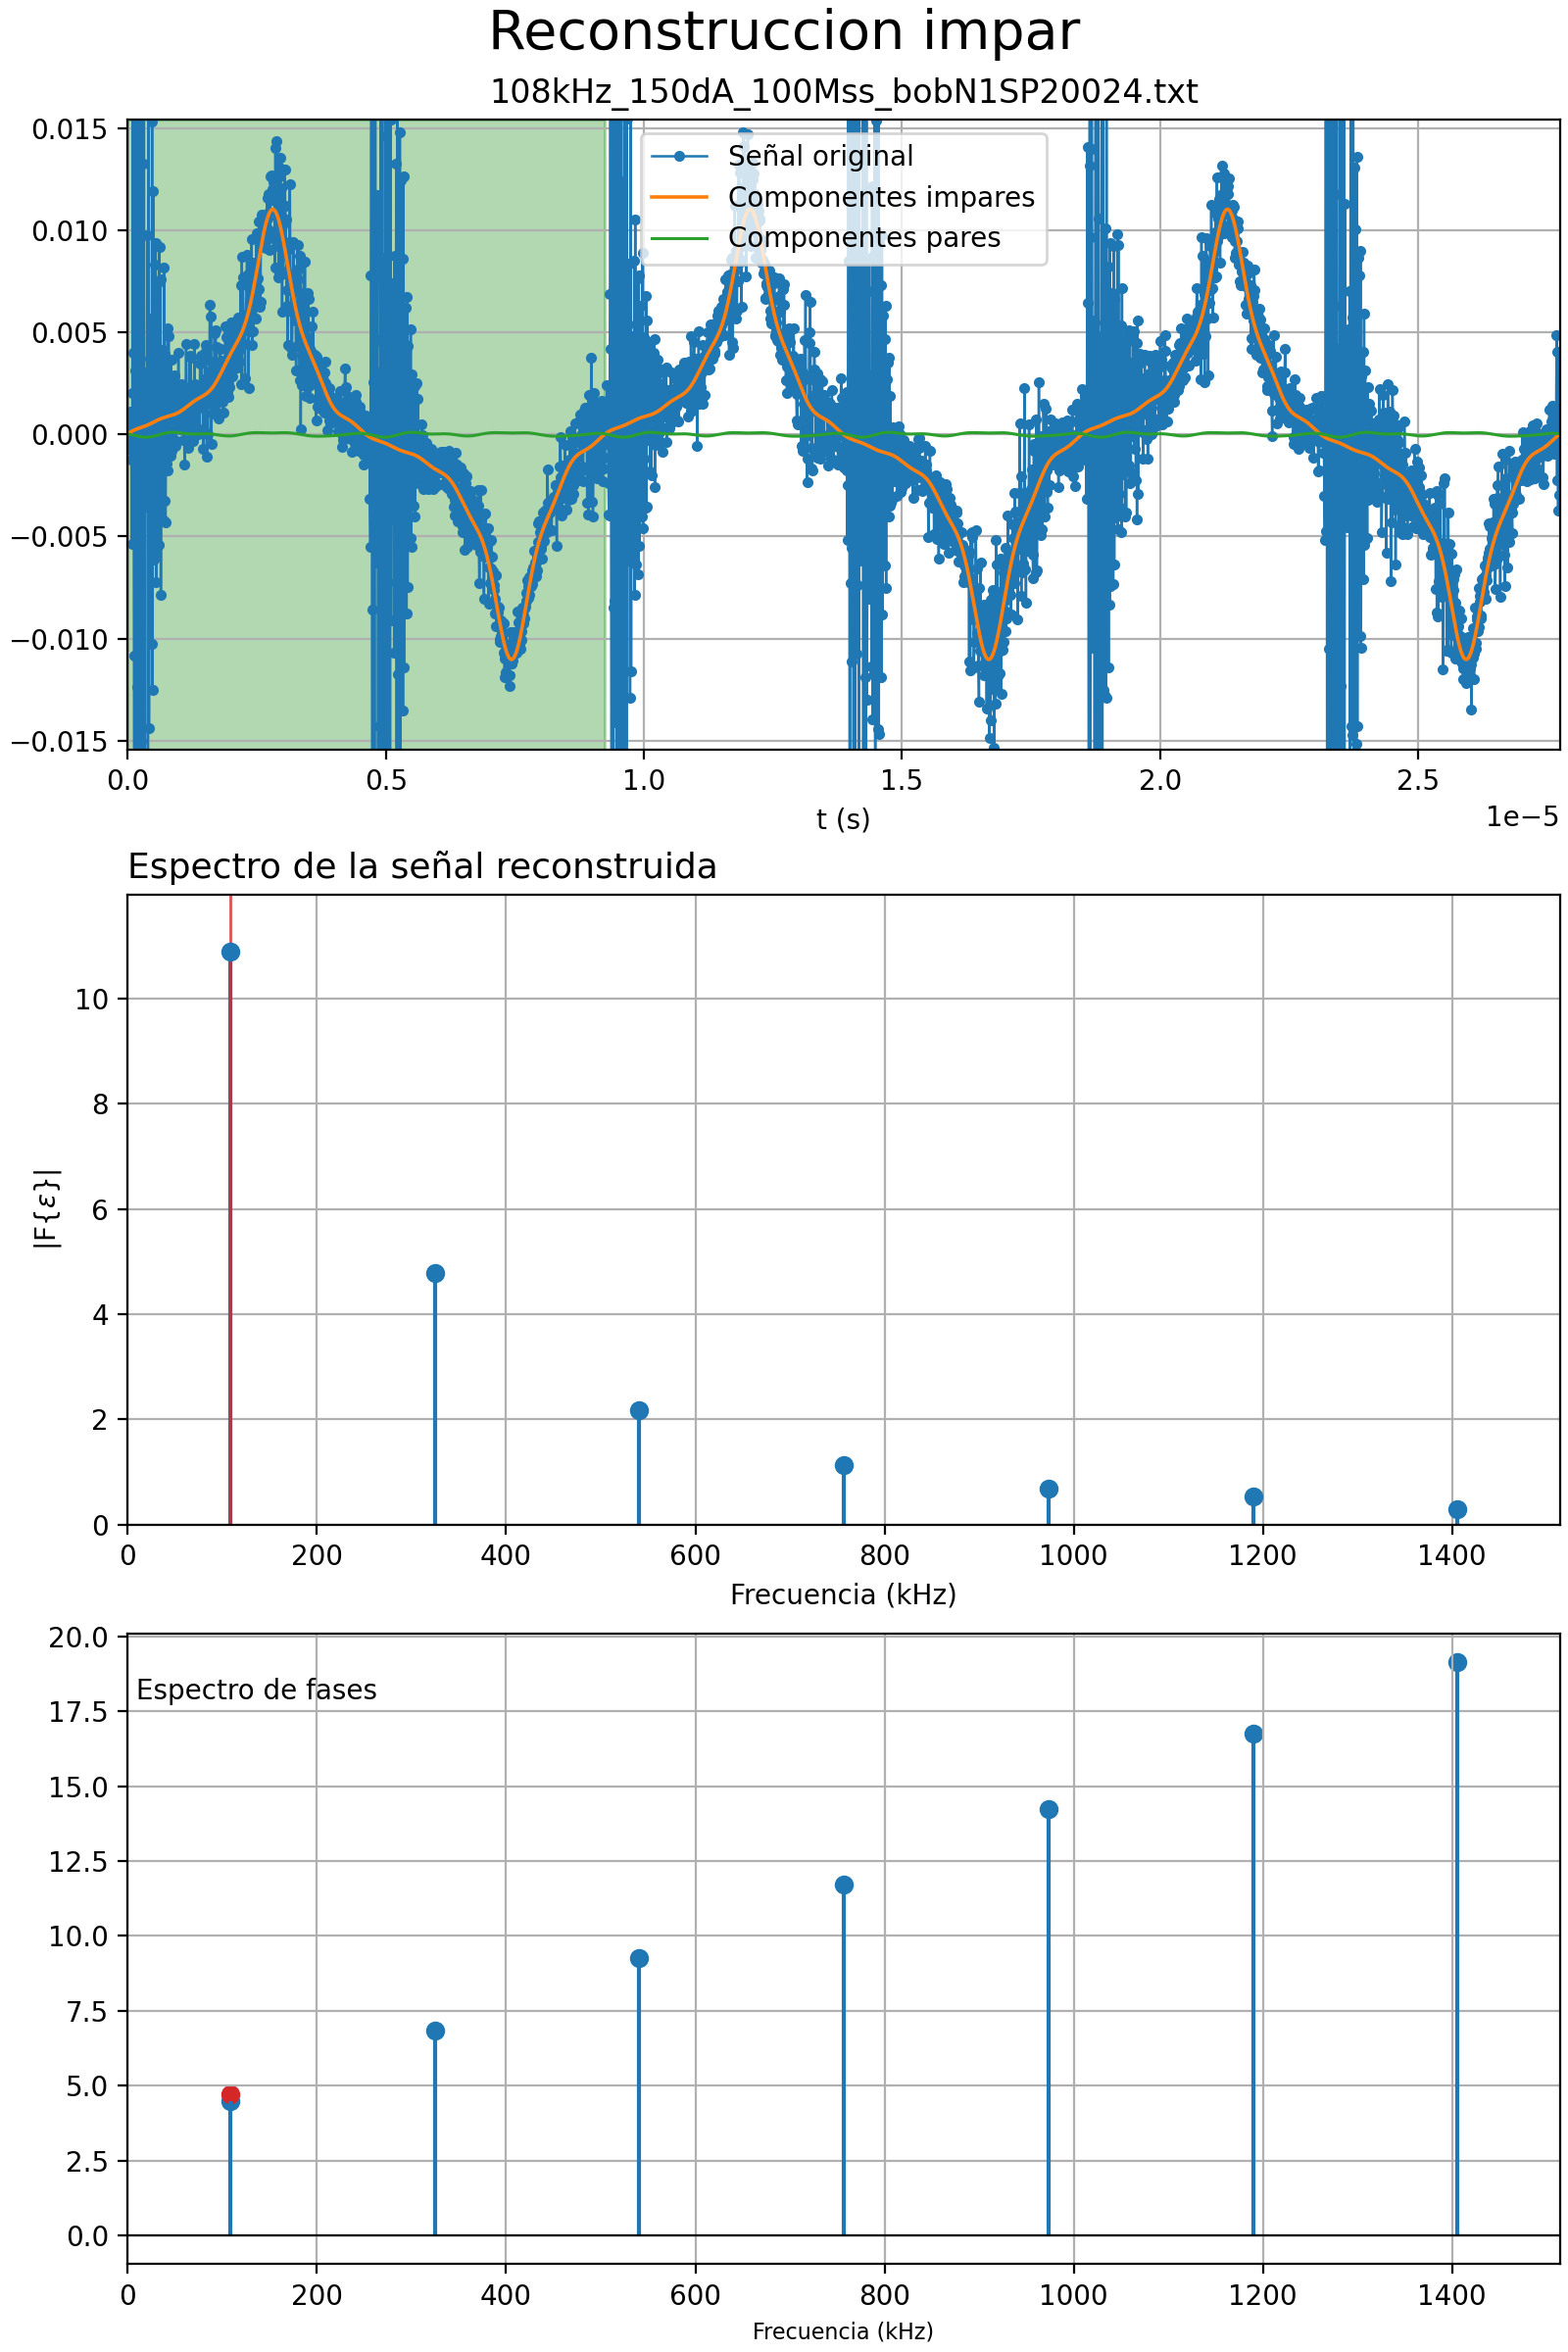 Reconstruccion impar
108kHz_150dA_100Mss_bobN1SP20024.txt
0.015
0.010
0.005
0.000
−0.005
−0.010
−0.015
Señal original
Componentes impares
Componentes pares
0.0 0.5 1.0 1.5 2.0 2.5
t (s)
1e−5
Espectro de la señal reconstruida
10
8
6
4
2
0
|F{ε}|
0 200 400 600 800 1000 1200 1400
Frecuencia (kHz)
20.0
17.5
15.0
12.5
10.0
7.5
5.0
2.5
0.0
Espectro de fases
0 200 400 600 800 1000 1200 1400
Frecuencia (kHz)